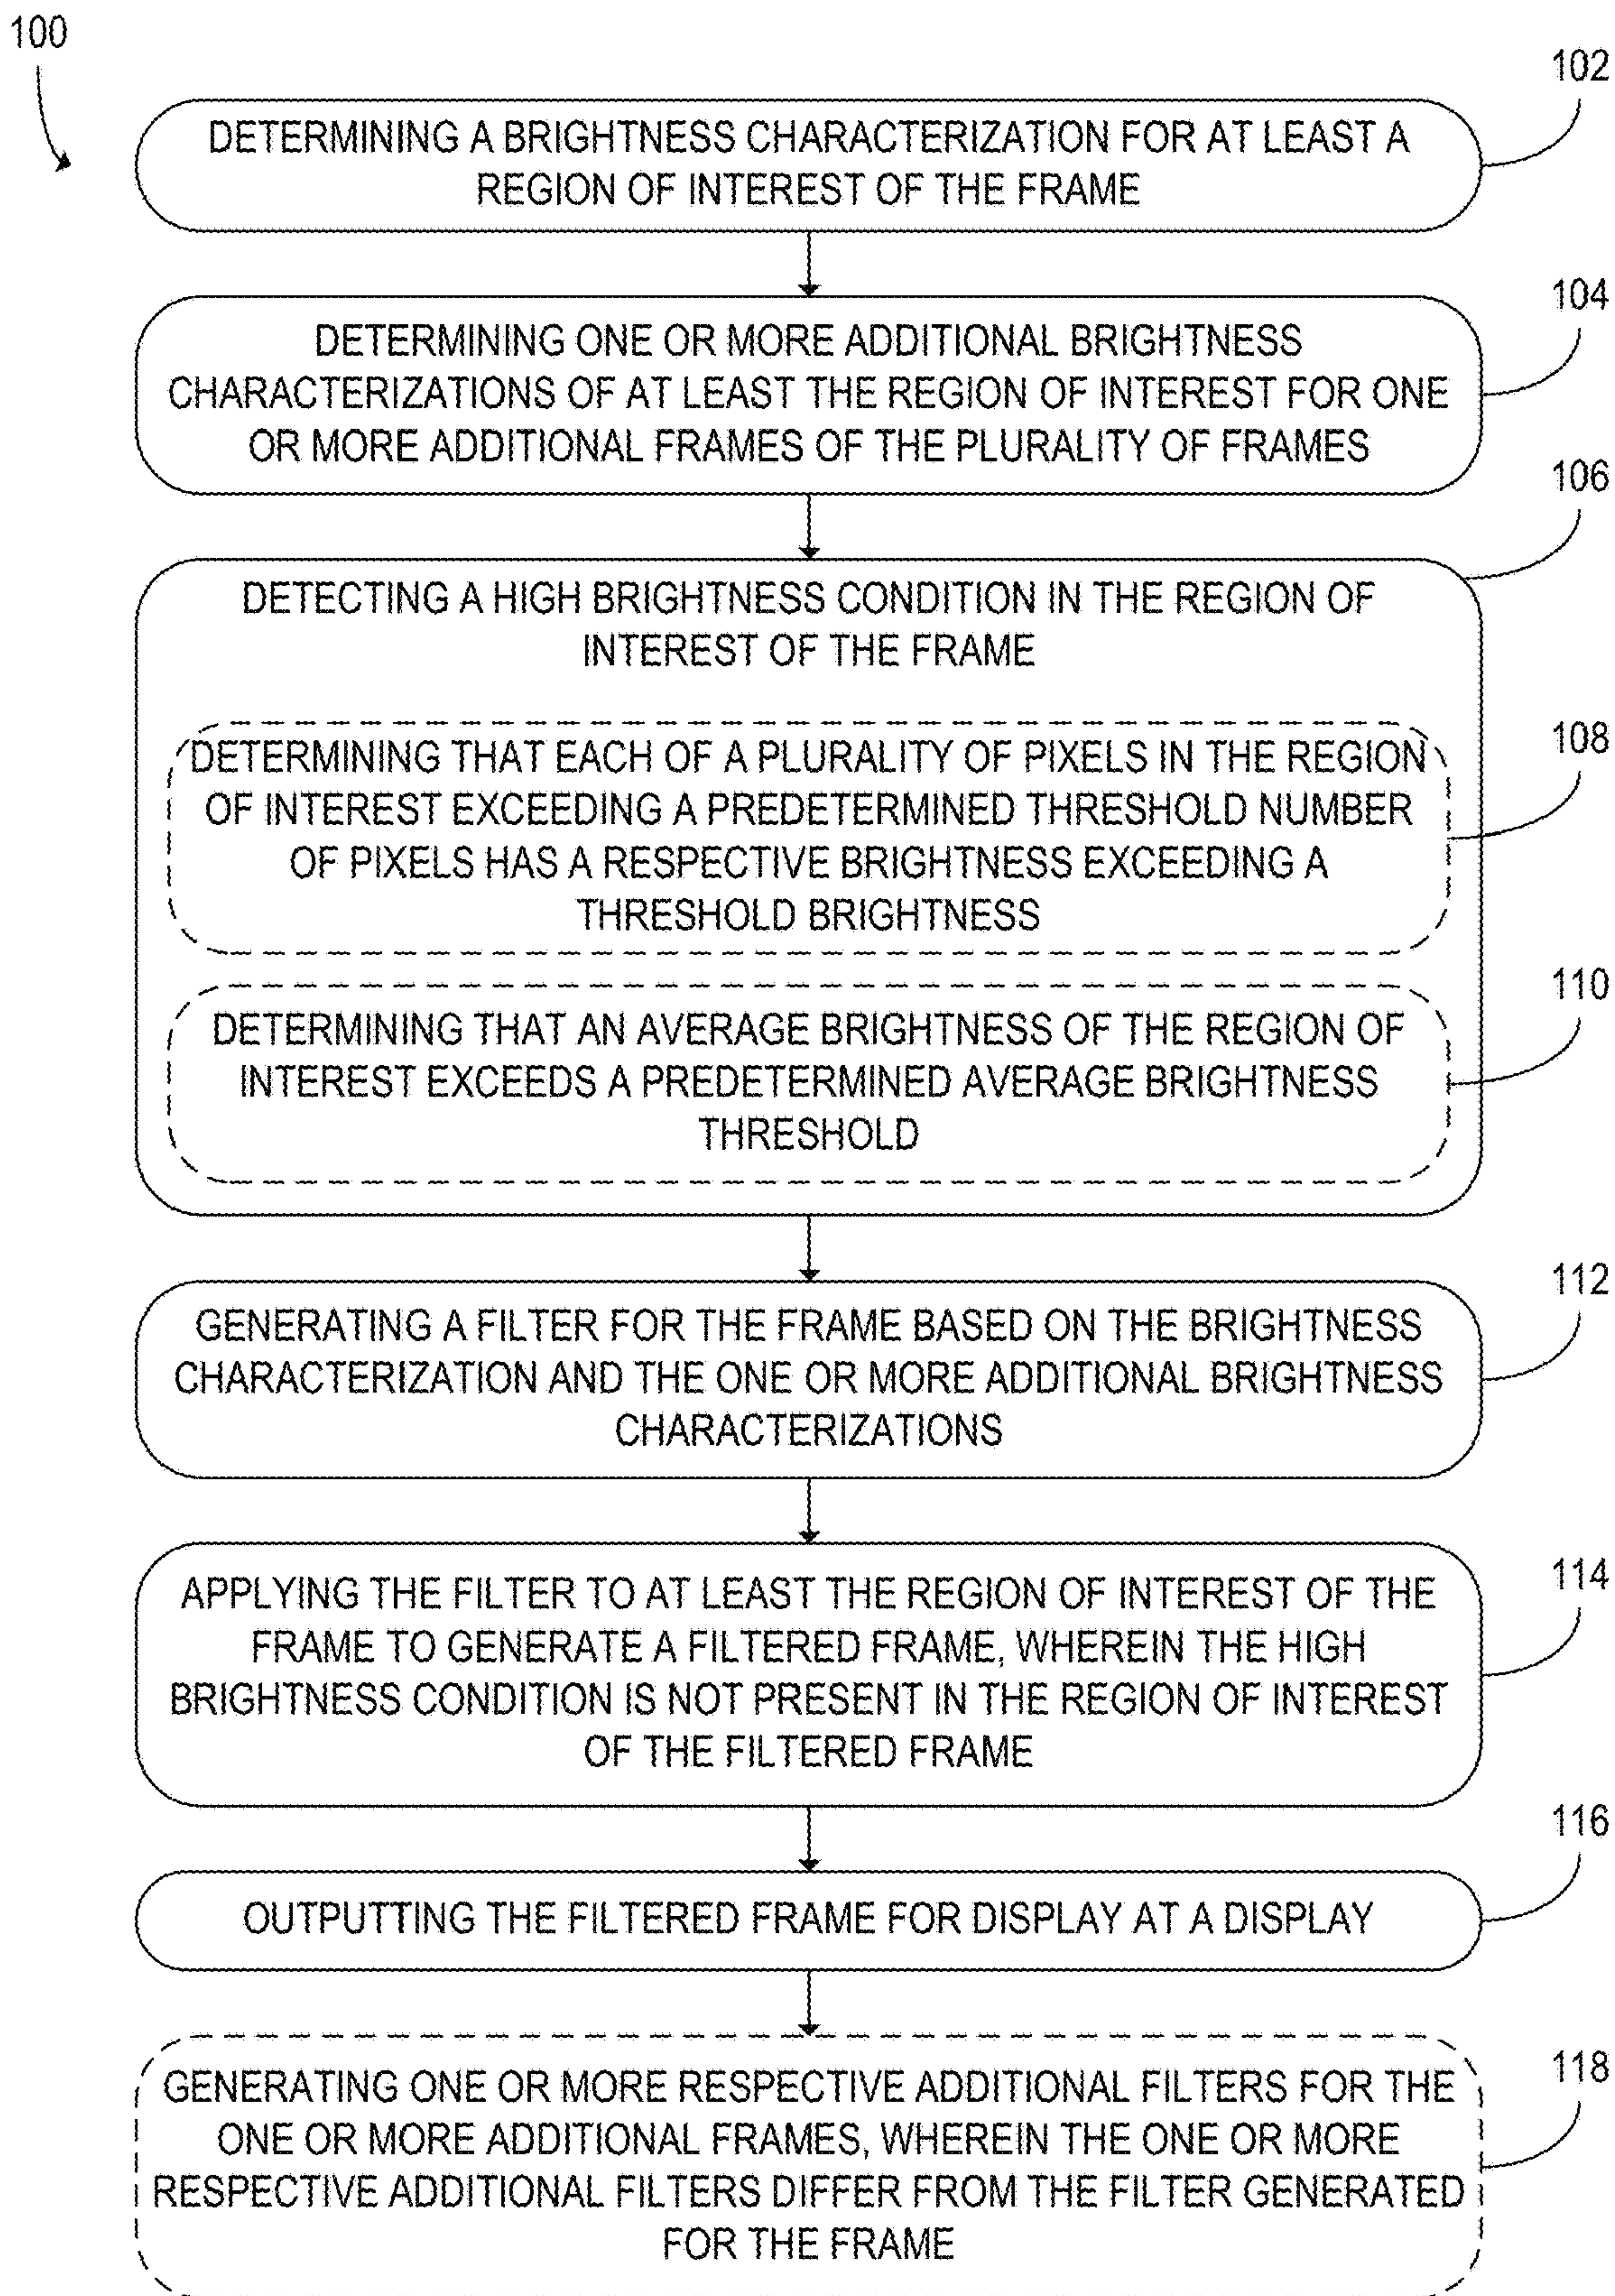 100
102
DETERMINING A BRIGHTNESS CHARACTERIZATION FOR AT LEAST A
REGION OF INTEREST OF THE FRAME
104
DETERMINING ONE OR MORE ADDITIONAL BRIGHTNESS
CHARACTERIZATIONS OF AT LEAST THE REGION OF INTEREST FOR ONE
OR MORE ADDITIONAL FRAMES OF THE PLURALITY OF FRAMES
106
DETECTING A HIGH BRIGHTNESS CONDITION IN THE REGION OF
INTEREST OF THE FRAME
108
DETERMINING THAT EACH OF A PLURALITY OF PIXELS IN THE REGION
OF INTEREST EXCEEDING A PREDETERMINED THRESHOLD NUMBER
OF PIXELS HAS A RESPECTIVE BRIGHTNESS EXCEEDING A
THRESHOLD BRIGHTNESS
110
DETERMINING THAT AN AVERAGE BRIGHTNESS OF THE REGION OF
INTEREST EXCEEDS A PREDETERMINED AVERAGE BRIGHTNESS
THRESHOLD
112
GENERATING A FILTER FOR THE FRAME BASED ON THE BRIGHTNESS
CHARACTERIZATION AND THE ONE OR MORE ADDITIONAL BRIGHTNESS
CHARACTERIZATIONS
114
APPLYING THE FILTER TO AT LEAST THE REGION OF INTEREST OF THE
FRAME TO GENERATE A FILTERED FRAME, WHEREIN THE HIGH
BRIGHTNESS CONDITION IS NOT PRESENT IN THE REGION OF INTEREST
OF THE FILTERED FRAME
116
OUTPUTTING THE FILTERED FRAME FOR DISPLAY AT A DISPLAY
118
GENERATING ONE OR MORE RESPECTIVE ADDITIONAL FILTERS FOR THE
ONE OR MORE ADDITIONAL FRAMES, WHEREIN THE ONE OR MORE
RESPECTIVE ADDITIONAL FILTERS DIFFER FROM THE FILTER GENERATED
FOR THE FRAME